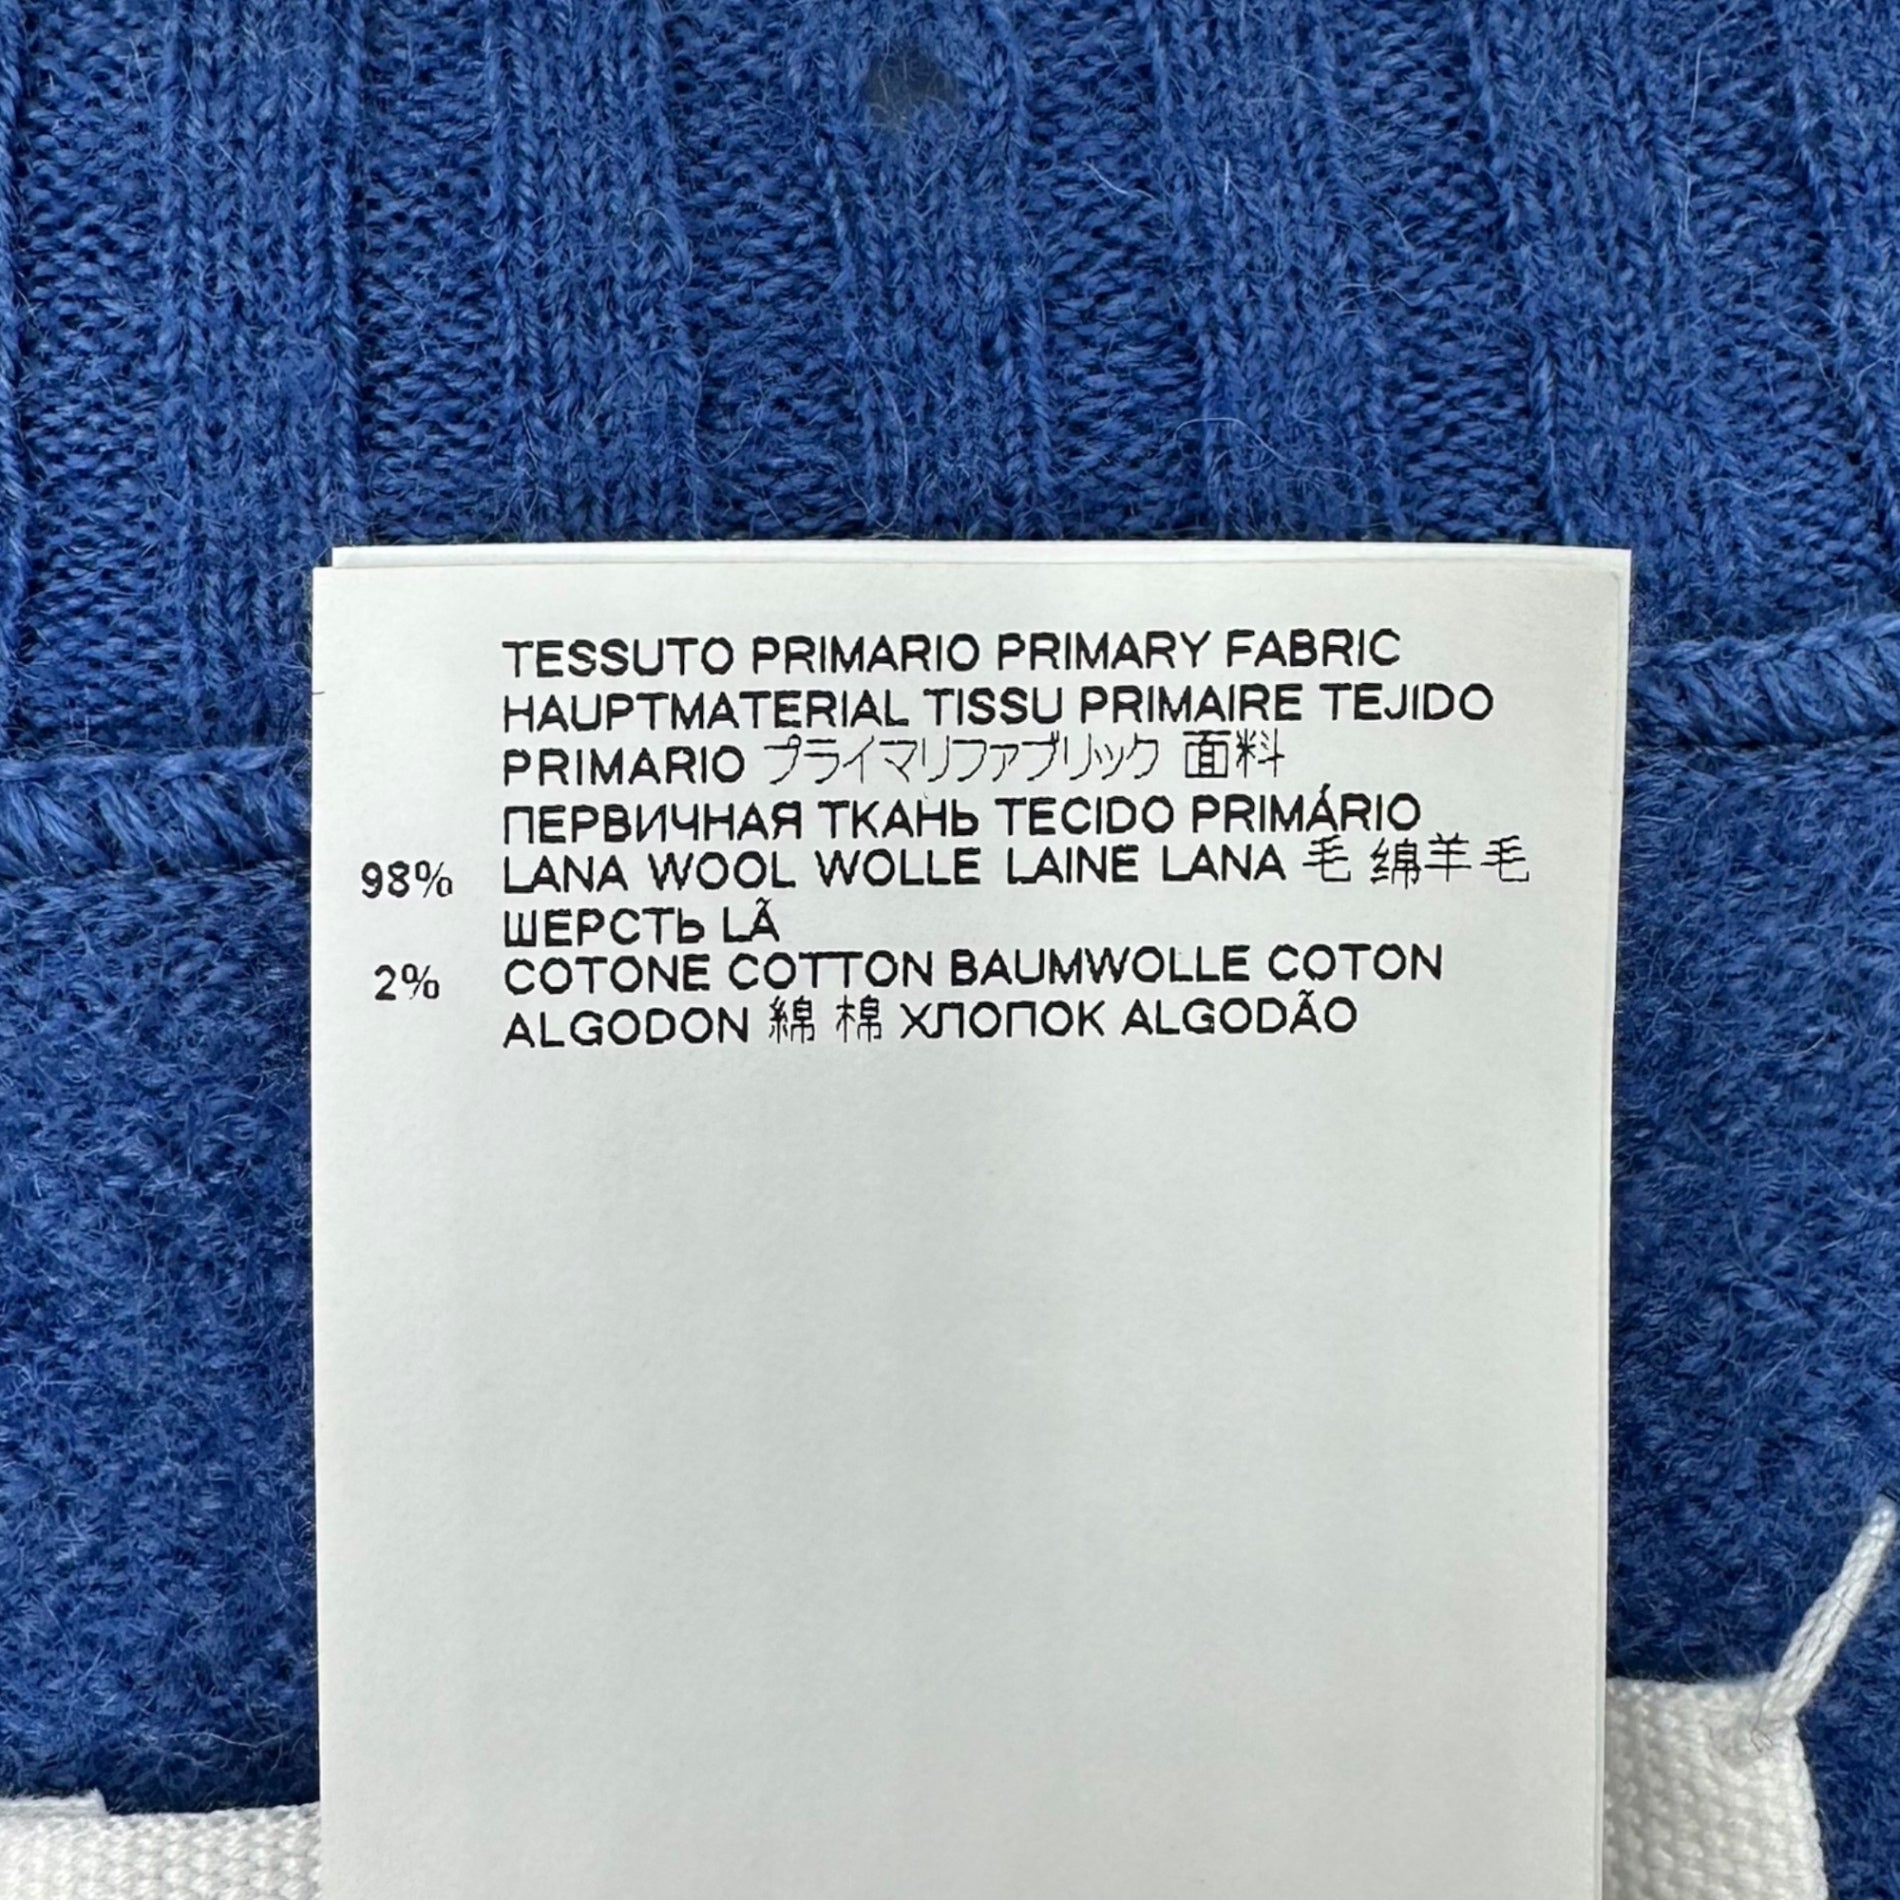 TESSUTO PRIMARIO PRIMARY FABRIC
HAUPTMATERIAL TISSU PRIMAIRE TEJIDO
PRIMARIO プライマリファブリック 面料
ПЕРВИЧНАЯ ТКАНЬ TECIDO PRIMÁRIO
98% LANA WOOL WOLLE LAINE LANA 毛 绵羊毛
ШЕРСТЬ LÃ
2% COTONE COTTON BAUMWOLLE COTON
ALGODON 綿 棉 ХЛОПОК ALGODÃO